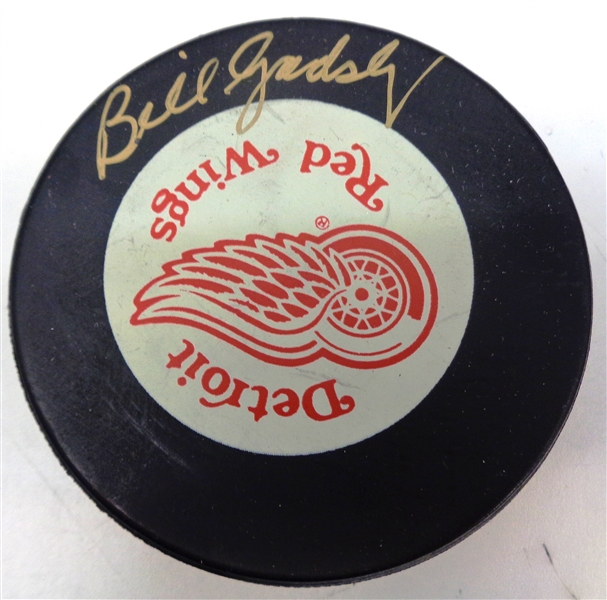 Bill Gadsby
Detroit
Red Wings
®